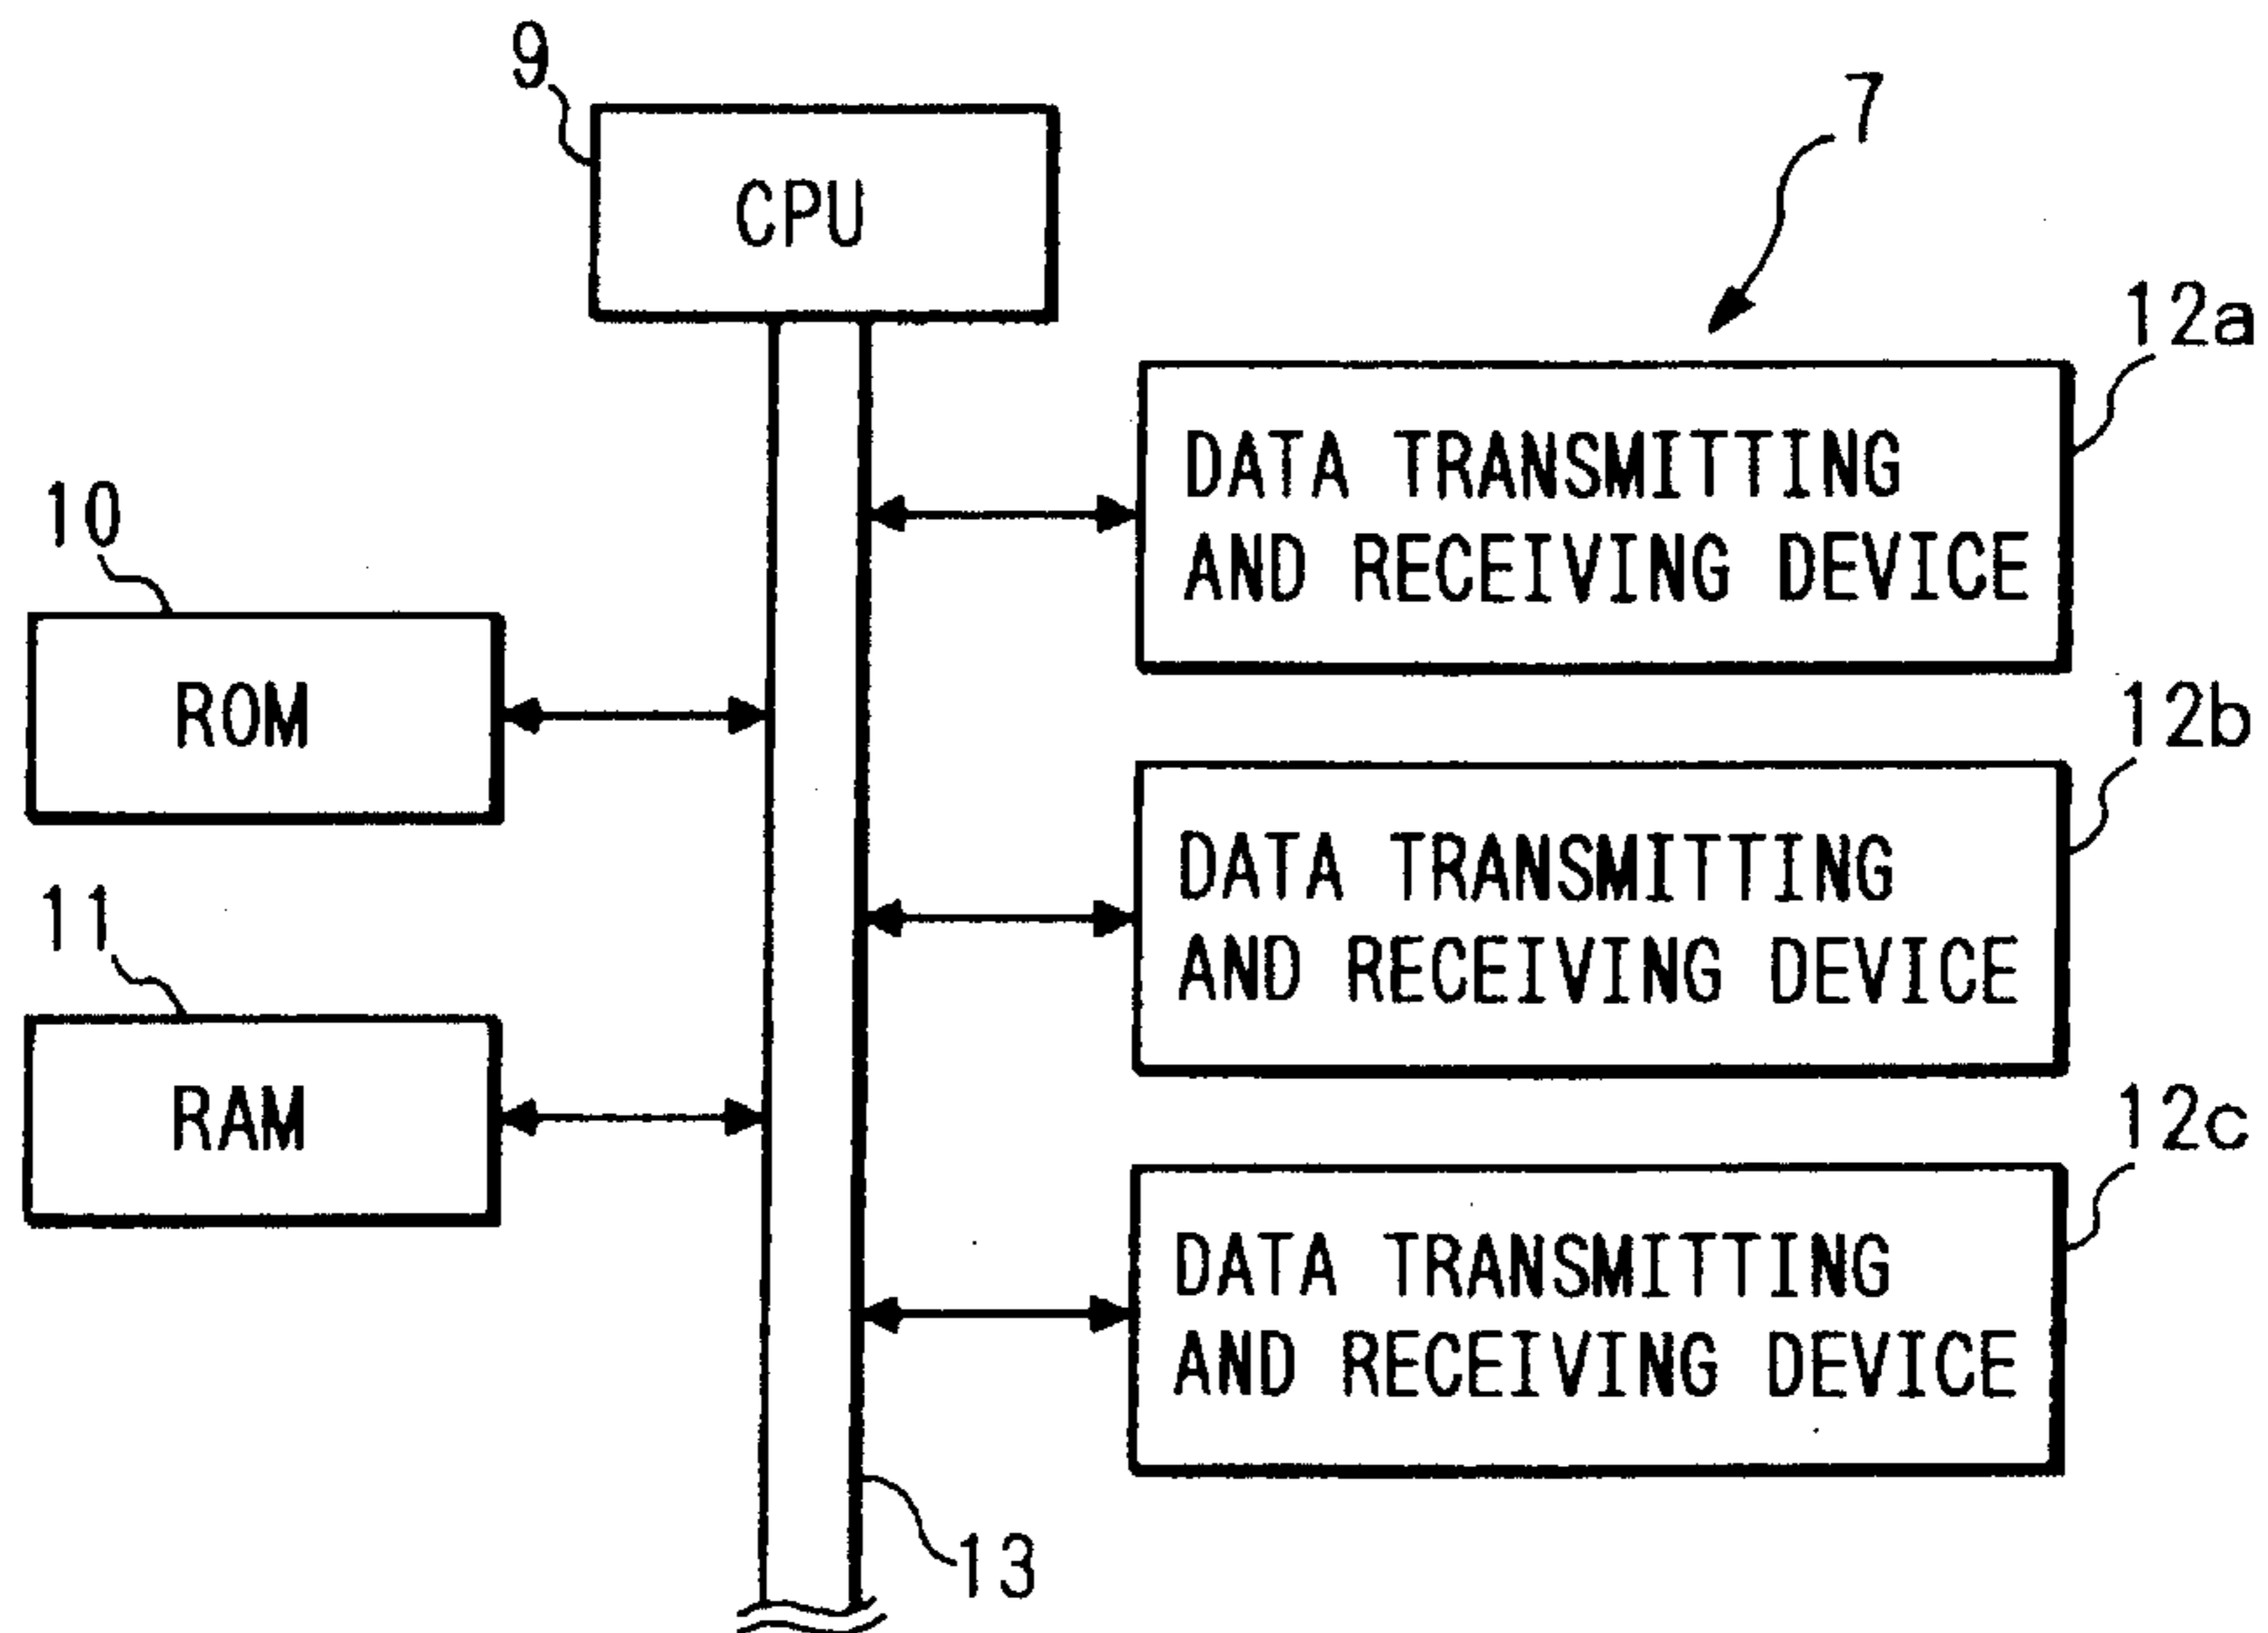 9
CPU
7
12a
DATA TRANSMITTING
AND RECEIVING DEVICE
10
ROM
12b
DATA TRANSMITTING
AND RECEIVING DEVICE
11
RAM
12c
DATA TRANSMITTING
AND RECEIVING DEVICE
13